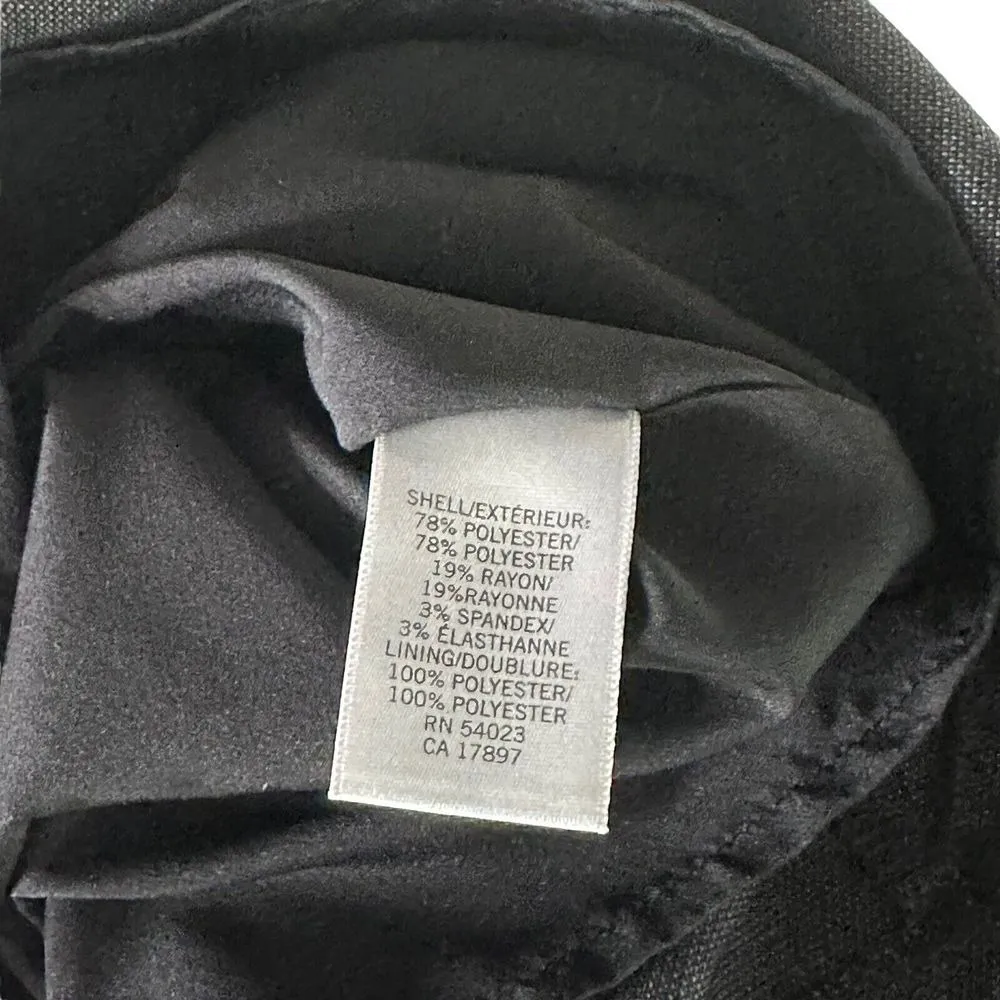 SHELL/EXTÉRIEUR:
78% POLYESTER/
78% POLYESTER
19% RAYON/
19%RAYONNE
3% SPANDEX/
3% ÉLASTHANNE
LINING/DOUBLURE:
100% POLYESTER/
100% POLYESTER
RN 54023
CA 17897